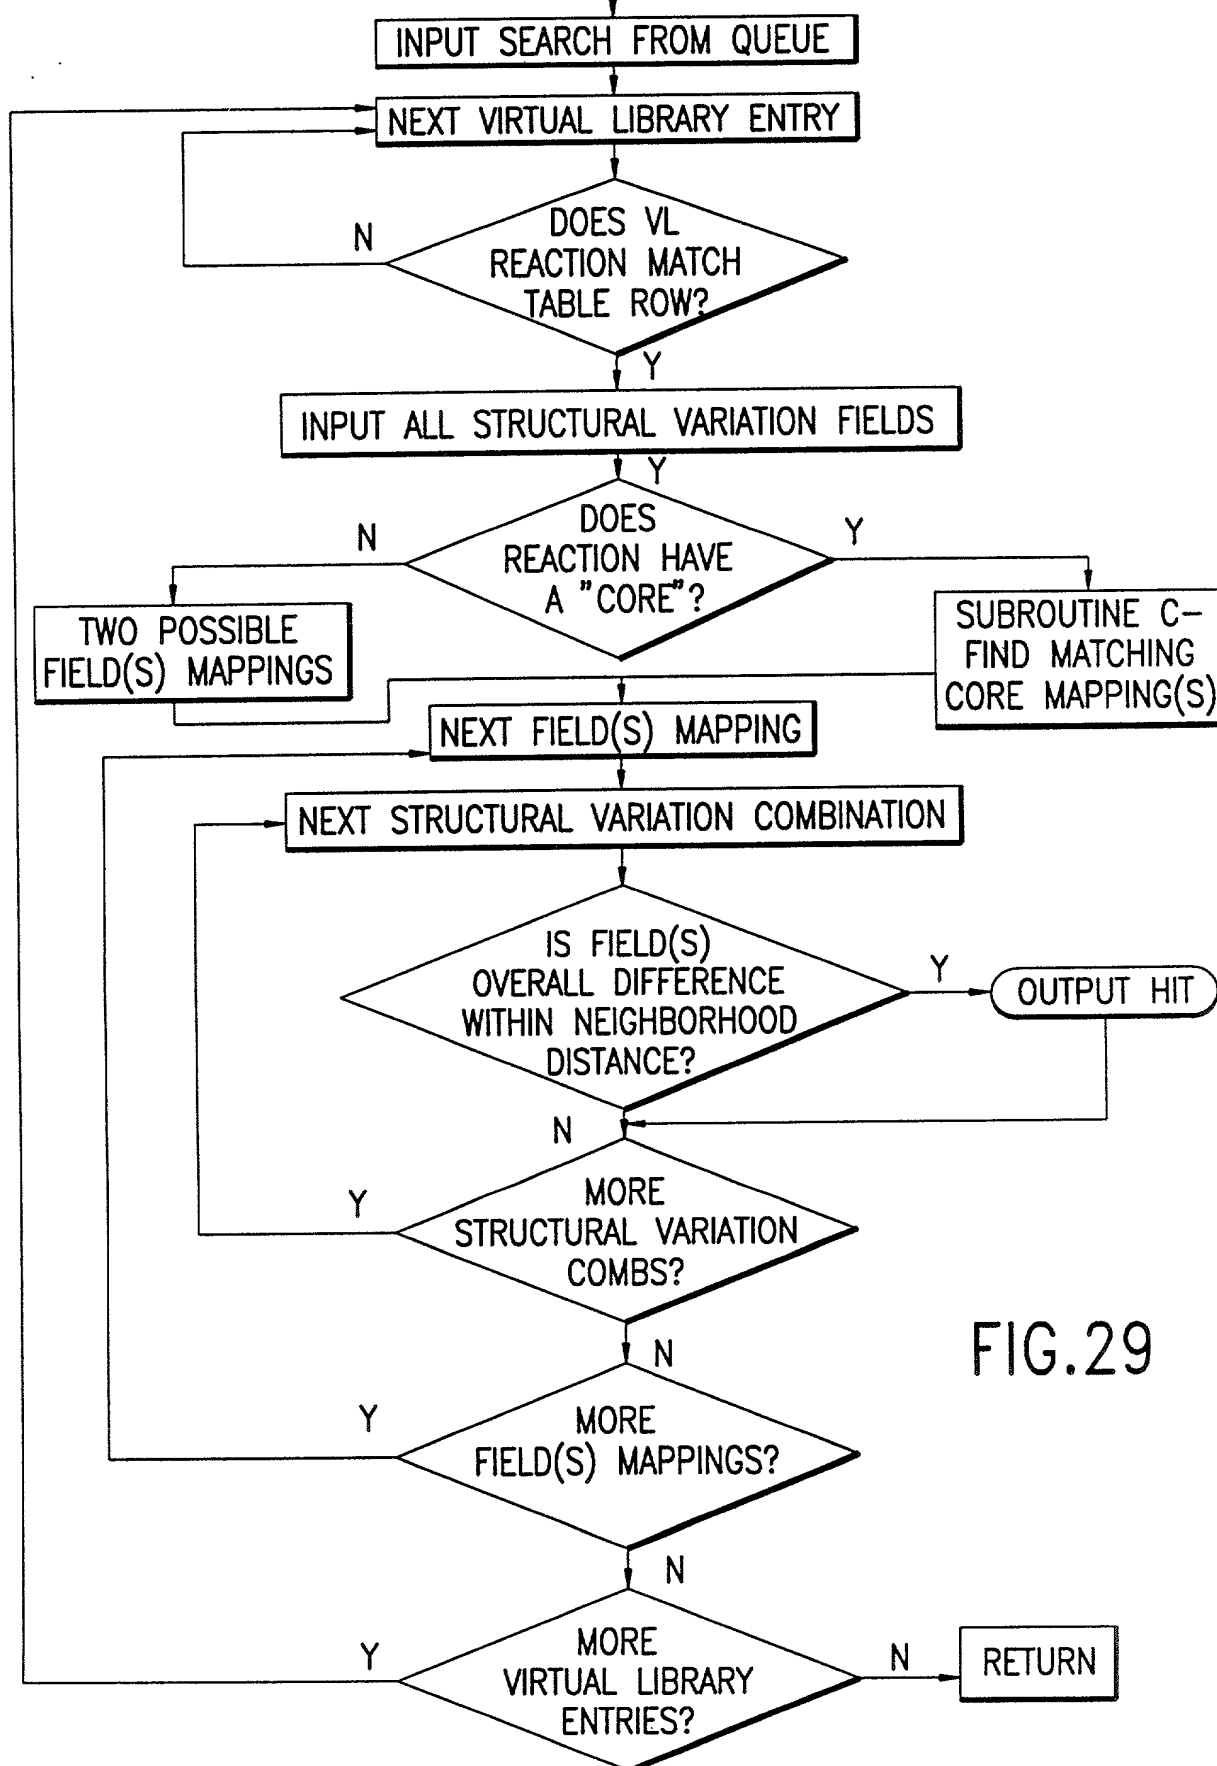 INPUT SEARCH FROM QUEUE
NEXT VIRTUAL LIBRARY ENTRY
DOES VL
REACTION MATCH
TABLE ROW?
N
Y
INPUT ALL STRUCTURAL VARIATION FIELDS
Y
DOES
REACTION HAVE
A "CORE"?
N
Y
TWO POSSIBLE
FIELD(S) MAPPINGS
SUBROUTINE C-
FIND MATCHING
CORE MAPPING(S)
NEXT FIELD(S) MAPPING
NEXT STRUCTURAL VARIATION COMBINATION
IS FIELD(S)
OVERALL DIFFERENCE
WITHIN NEIGHBORHOOD
DISTANCE?
Y
OUTPUT HIT
N
MORE
STRUCTURAL VARIATION
COMBS?
Y
N
FIG.29
MORE
FIELD(S) MAPPINGS?
Y
N
MORE
VIRTUAL LIBRARY
ENTRIES?
Y
N
RETURN